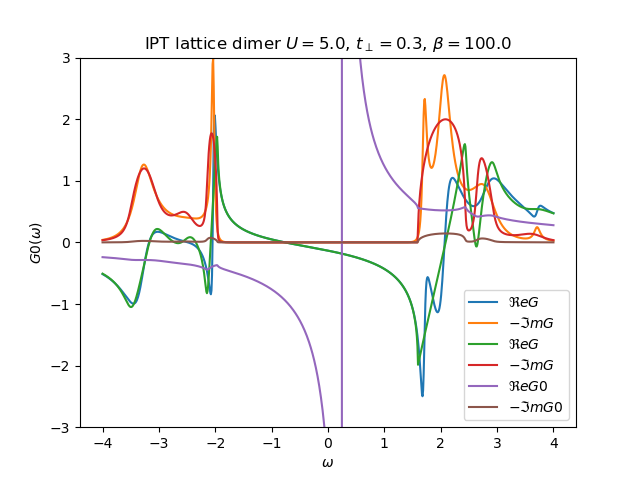 IPT lattice dimer U = 5.0, t⊥ = 0.3, β = 100.0
3
2
1
0
−1
−2
−3
G0(ω)
−4 −3 −2 −1 0 1 2 3 4
ω
ℜeG
−ℑmG
ℜeG
−ℑmG
ℜeG0
−ℑmG0